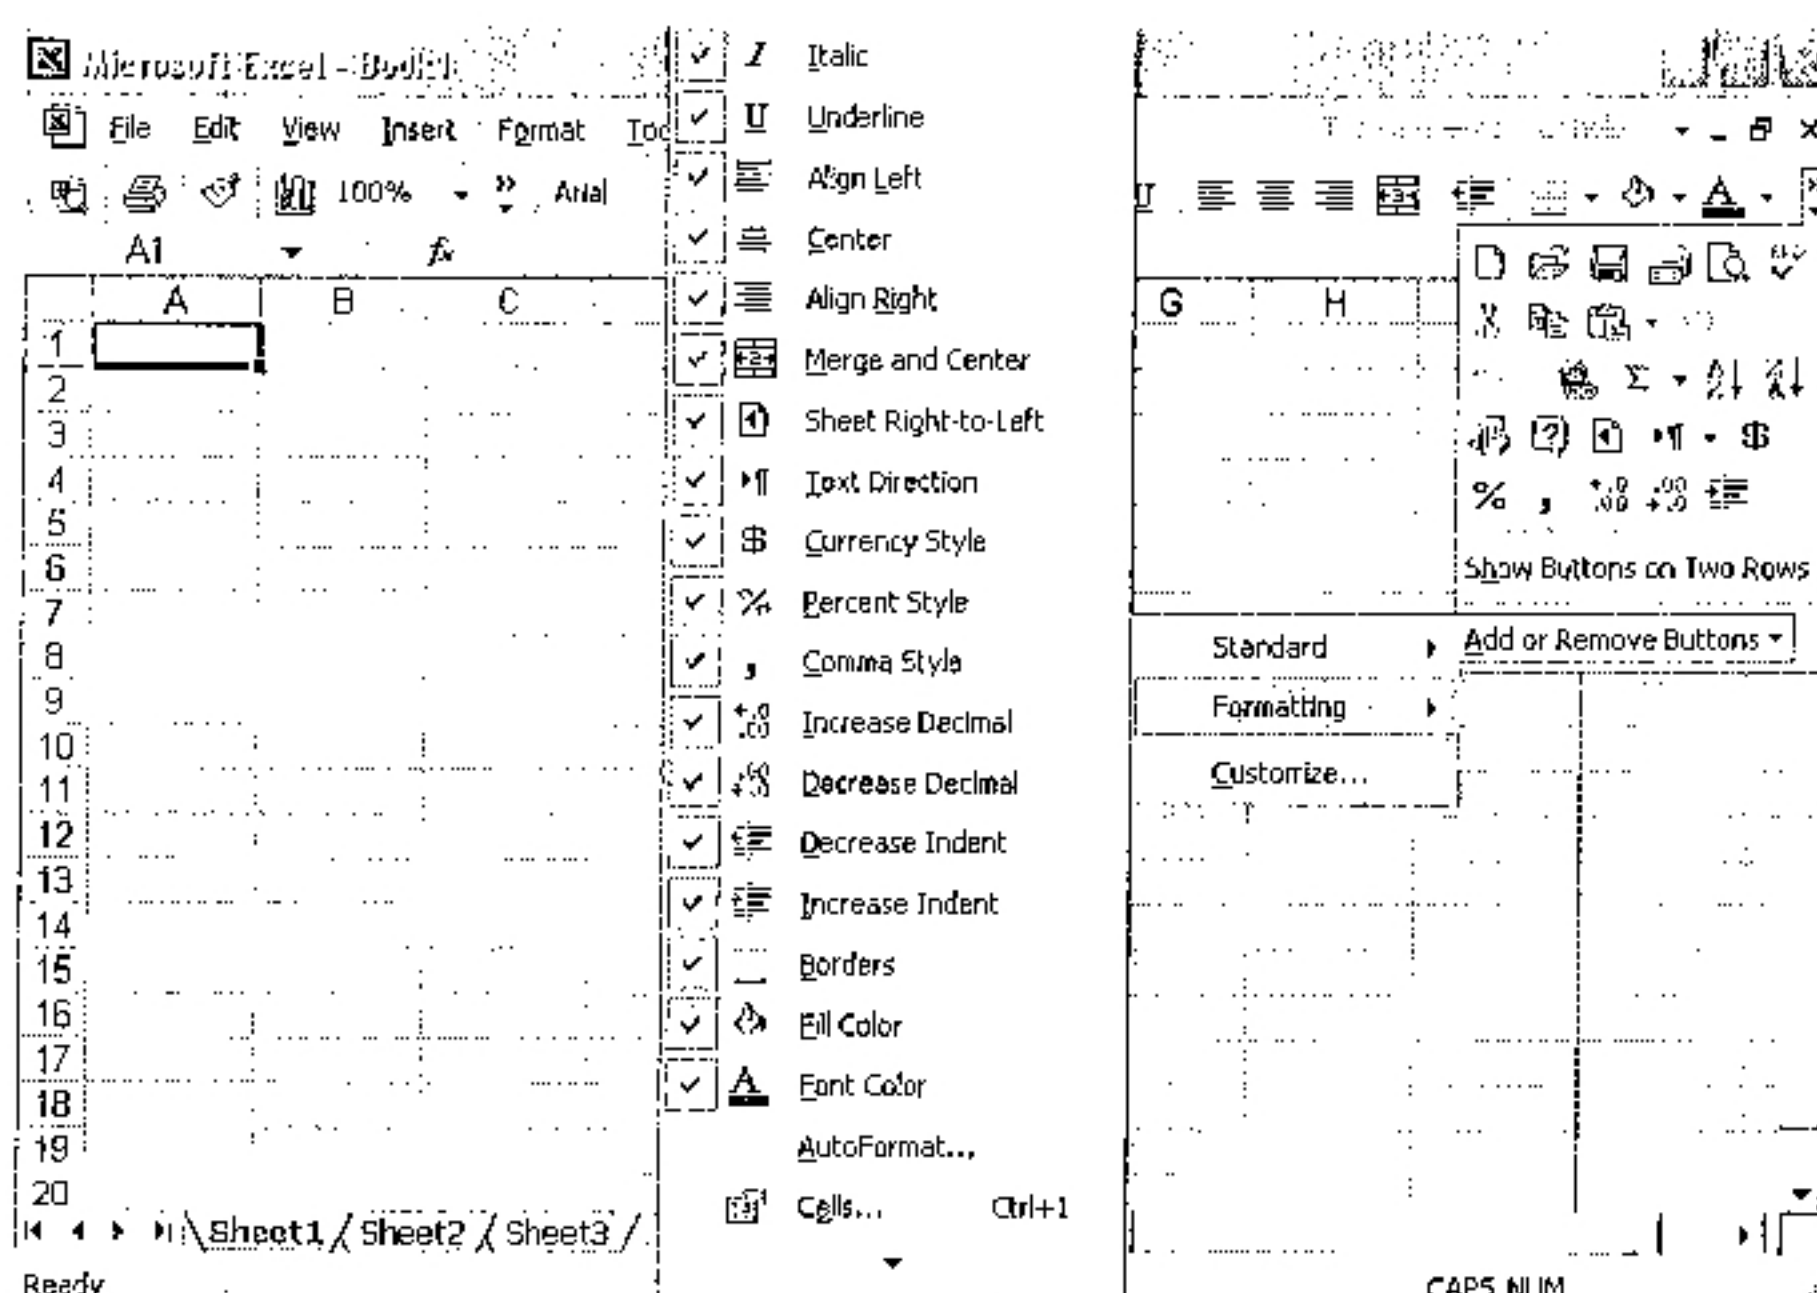 Microsoft Excel - Book1
File Edit View Insert Format
100% Arial
A1 fx
A B C G H
1
2
3
4
5
6
7
8
9
10
11
12
13
14
15
16
17
18
19
20
Sheet1 Sheet2 Sheet3
Ready
Italic
Underline
Align Left
Center
Align Right
Merge and Center
Sheet Right-to-Left
Text Direction
Currency Style
Percent Style
Comma Style
Increase Decimal
Decrease Decimal
Decrease Indent
Increase Indent
Borders
Fill Color
Font Color
AutoFormat...
Cells... Ctrl+1
Show Buttons on Two Rows
Add or Remove Buttons
Standard
Formatting
Customize...
CAPS NUM